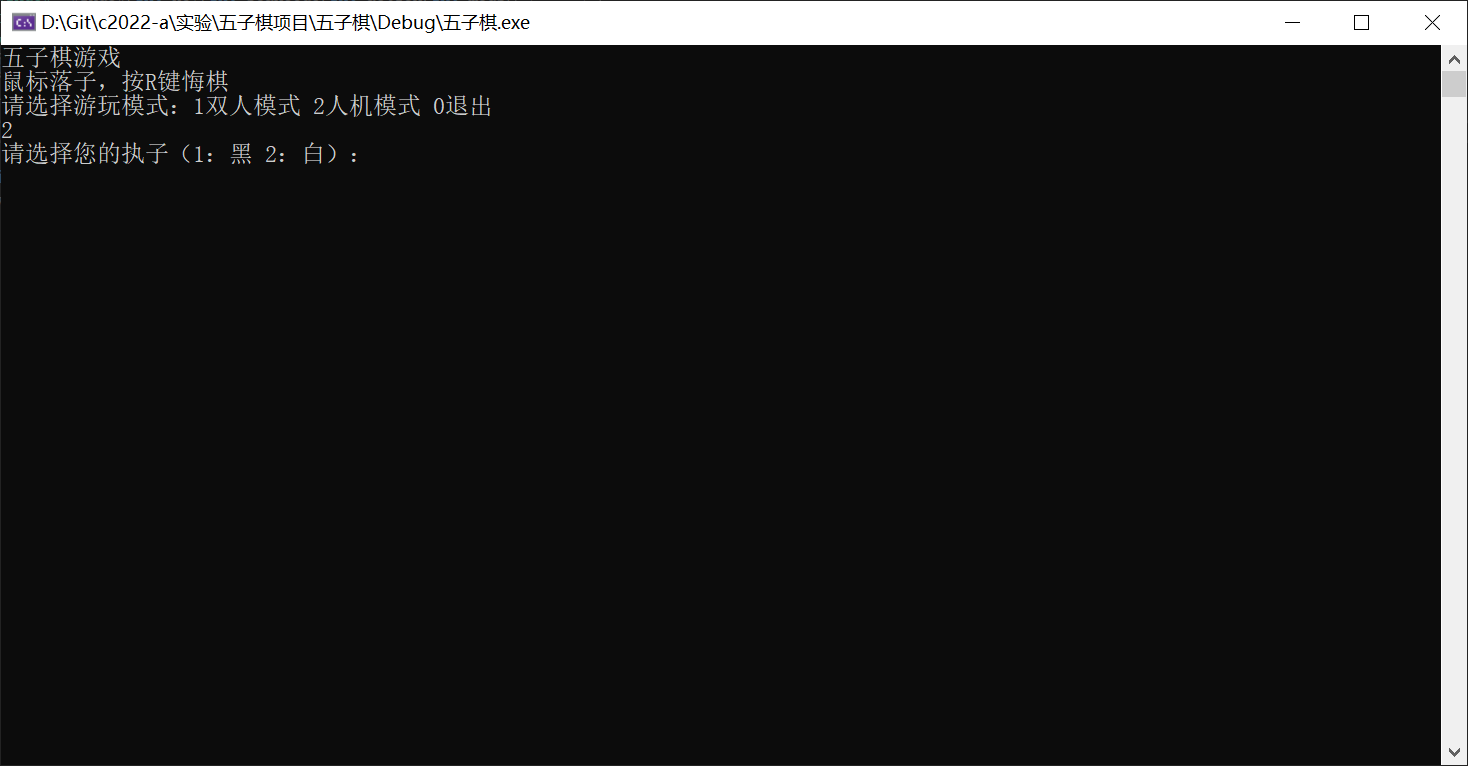 D:\Git\c2022-a\实验\五子棋项目\五子棋\Debug\五子棋.exe
五子棋游戏
鼠标落子，按R键悔棋
请选择游玩模式：1双人模式 2人机模式 0退出
2
请选择您的执子（1：黑 2：白）：